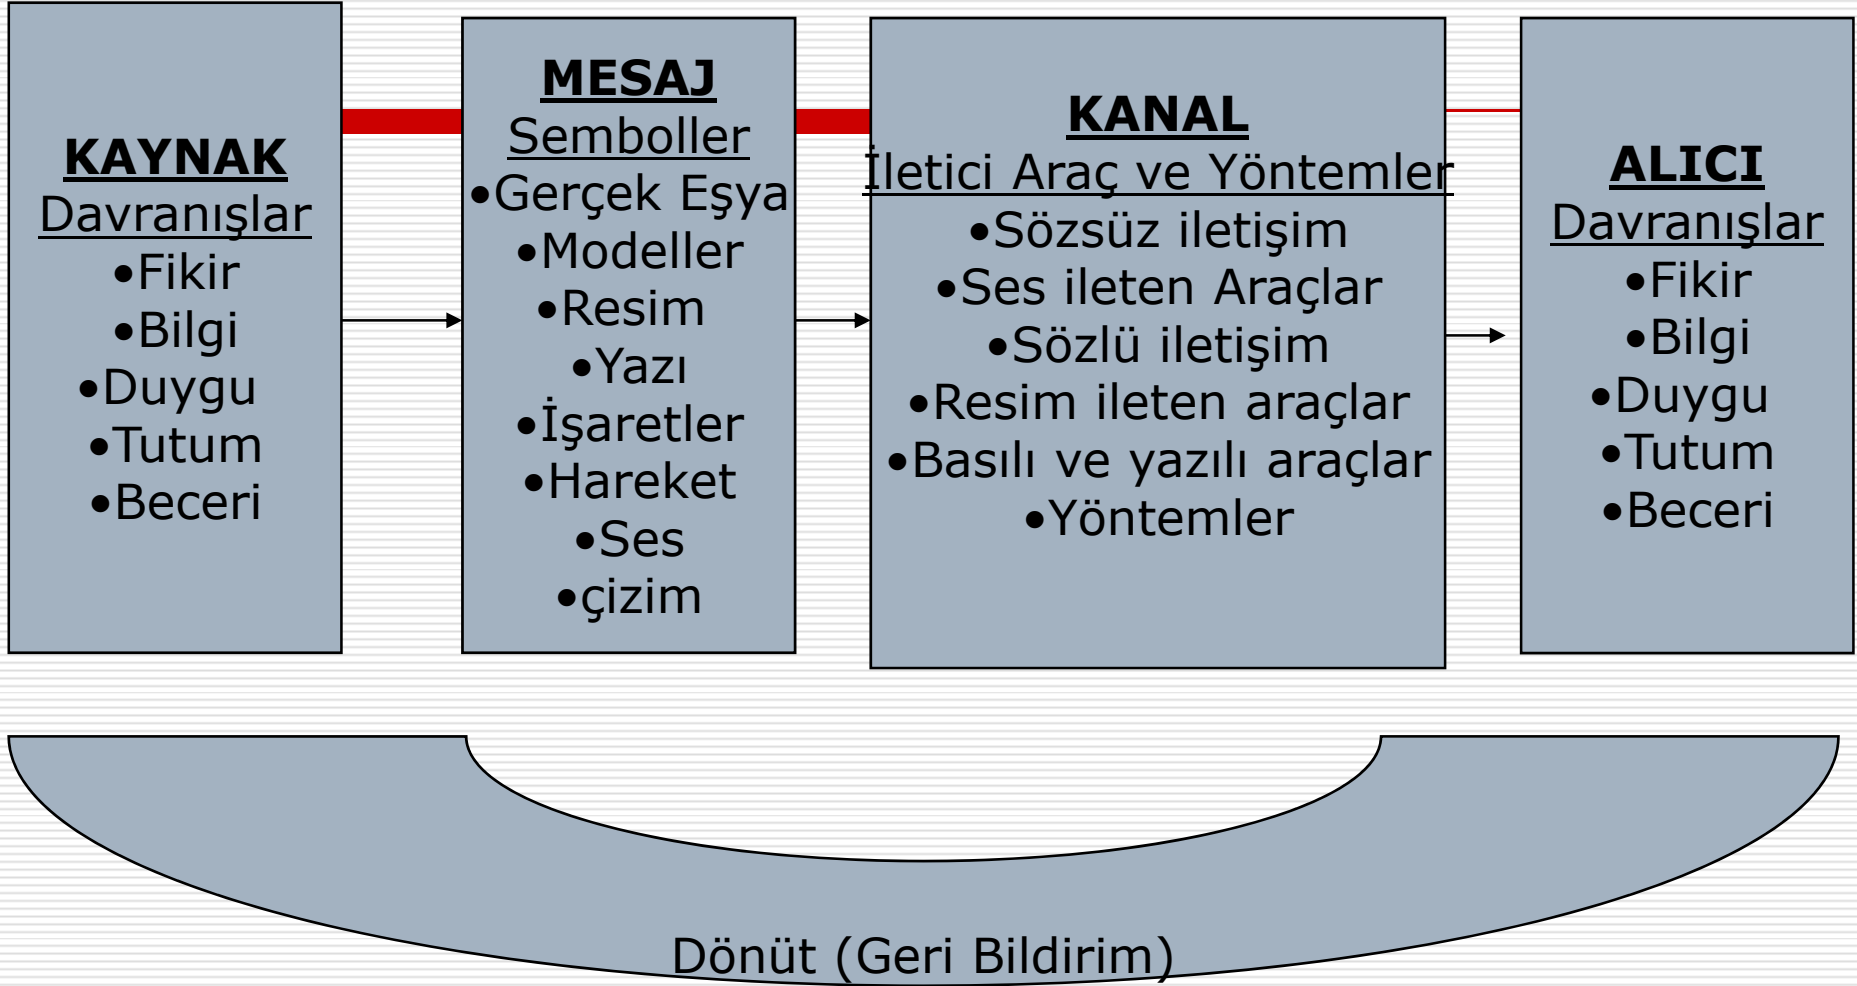 KAYNAK
Davranışlar
•Fikir
•Bilgi
•Duygu
•Tutum
•Beceri
MESAJ
Semboller
•Gerçek Eşya
•Modeller
•Resim
•Yazı
•İşaretler
•Hareket
•Ses
•çizim
KANAL
İletici Araç ve Yöntemler
•Sözsüz iletişim
•Ses ileten Araçlar
•Sözlü iletişim
•Resim ileten araçlar
•Basılı ve yazılı araçlar
•Yöntemler
ALICI
Davranışlar
•Fikir
•Bilgi
•Duygu
•Tutum
•Beceri
Dönüt (Geri Bildirim)